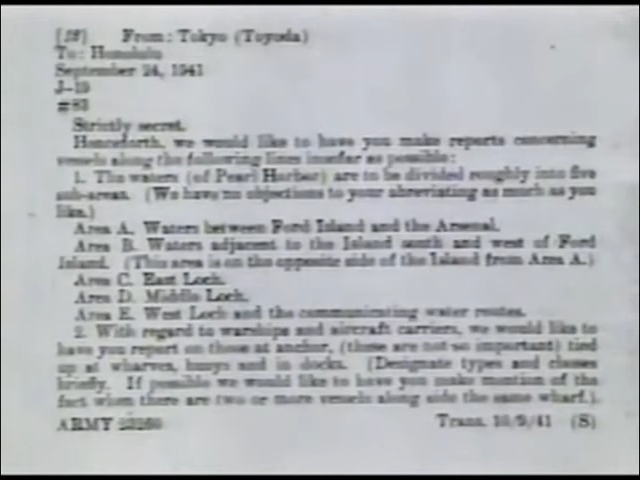 From: Tokyo (Toyoda)
To: Honolulu
September 24, 1941
J-19
#83
Strictly secret.
Henceforth, we would like to have you make reports concerning
vessels along the following lines insofar as possible:
1. The waters (of Pearl Harbor) are to be divided roughly into five
sub-areas. (We have no objections to your abreviating as much as you
like.)
Area A. Waters between Ford Island and the Arsenal.
Area B. Waters adjacent to the Island south and west of Ford
Island. (This area is on the opposite side of the Island from Area A.)
Area C. East Loch.
Area D. Middle Loch.
Area E. West Loch and the communicating water routes.
2. With regard to warships and aircraft carriers, we would like to
have you report on those at anchor, (these are not so important) tied
up at wharves, buoys and in docks. (Designate types and classes
briefly. If possible we would like to have you make mention of the
fact when there are two or more vessels along side the same wharf.)
ARMY Trans. 10/9/41 (S)